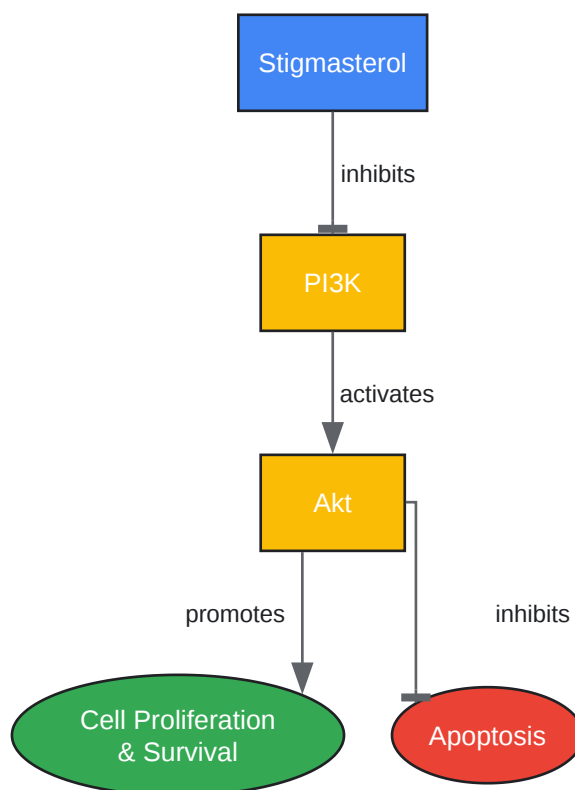 Stigmasterol
inhibits
PI3K
activates
Akt
promotes
inhibits
Cell Proliferation
& Survival
Apoptosis